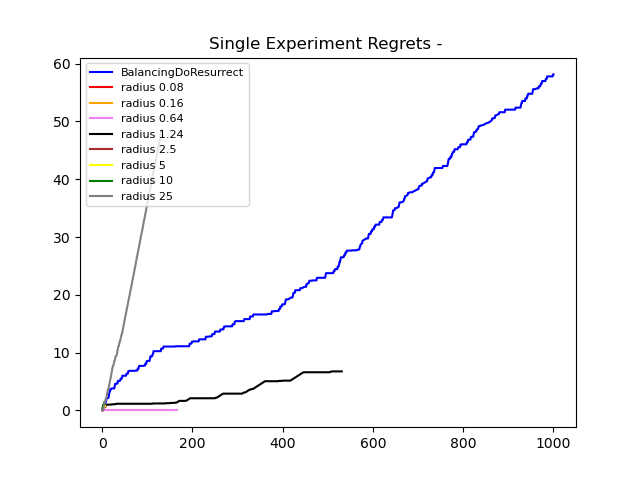 Single Experiment Regrets -
60
50
40
30
20
10
0
BalancingDoResurrect
radius 0.08
radius 0.16
radius 0.64
radius 1.24
radius 2.5
radius 5
radius 10
radius 25
0 200 400 600 800 1000